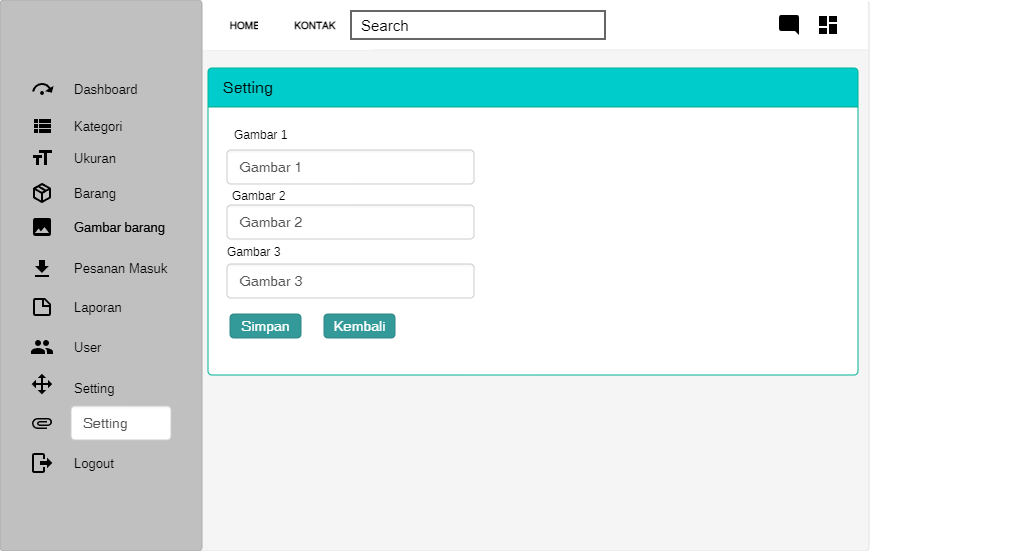 HOME KONTAK Search
Dashboard
Kategori
Ukuran
Barang
Gambar barang
Pesanan Masuk
Laporan
User
Setting
Setting
Logout
Setting
Gambar 1
Gambar 1
Gambar 2
Gambar 2
Gambar 3
Gambar 3
Simpan Kembali